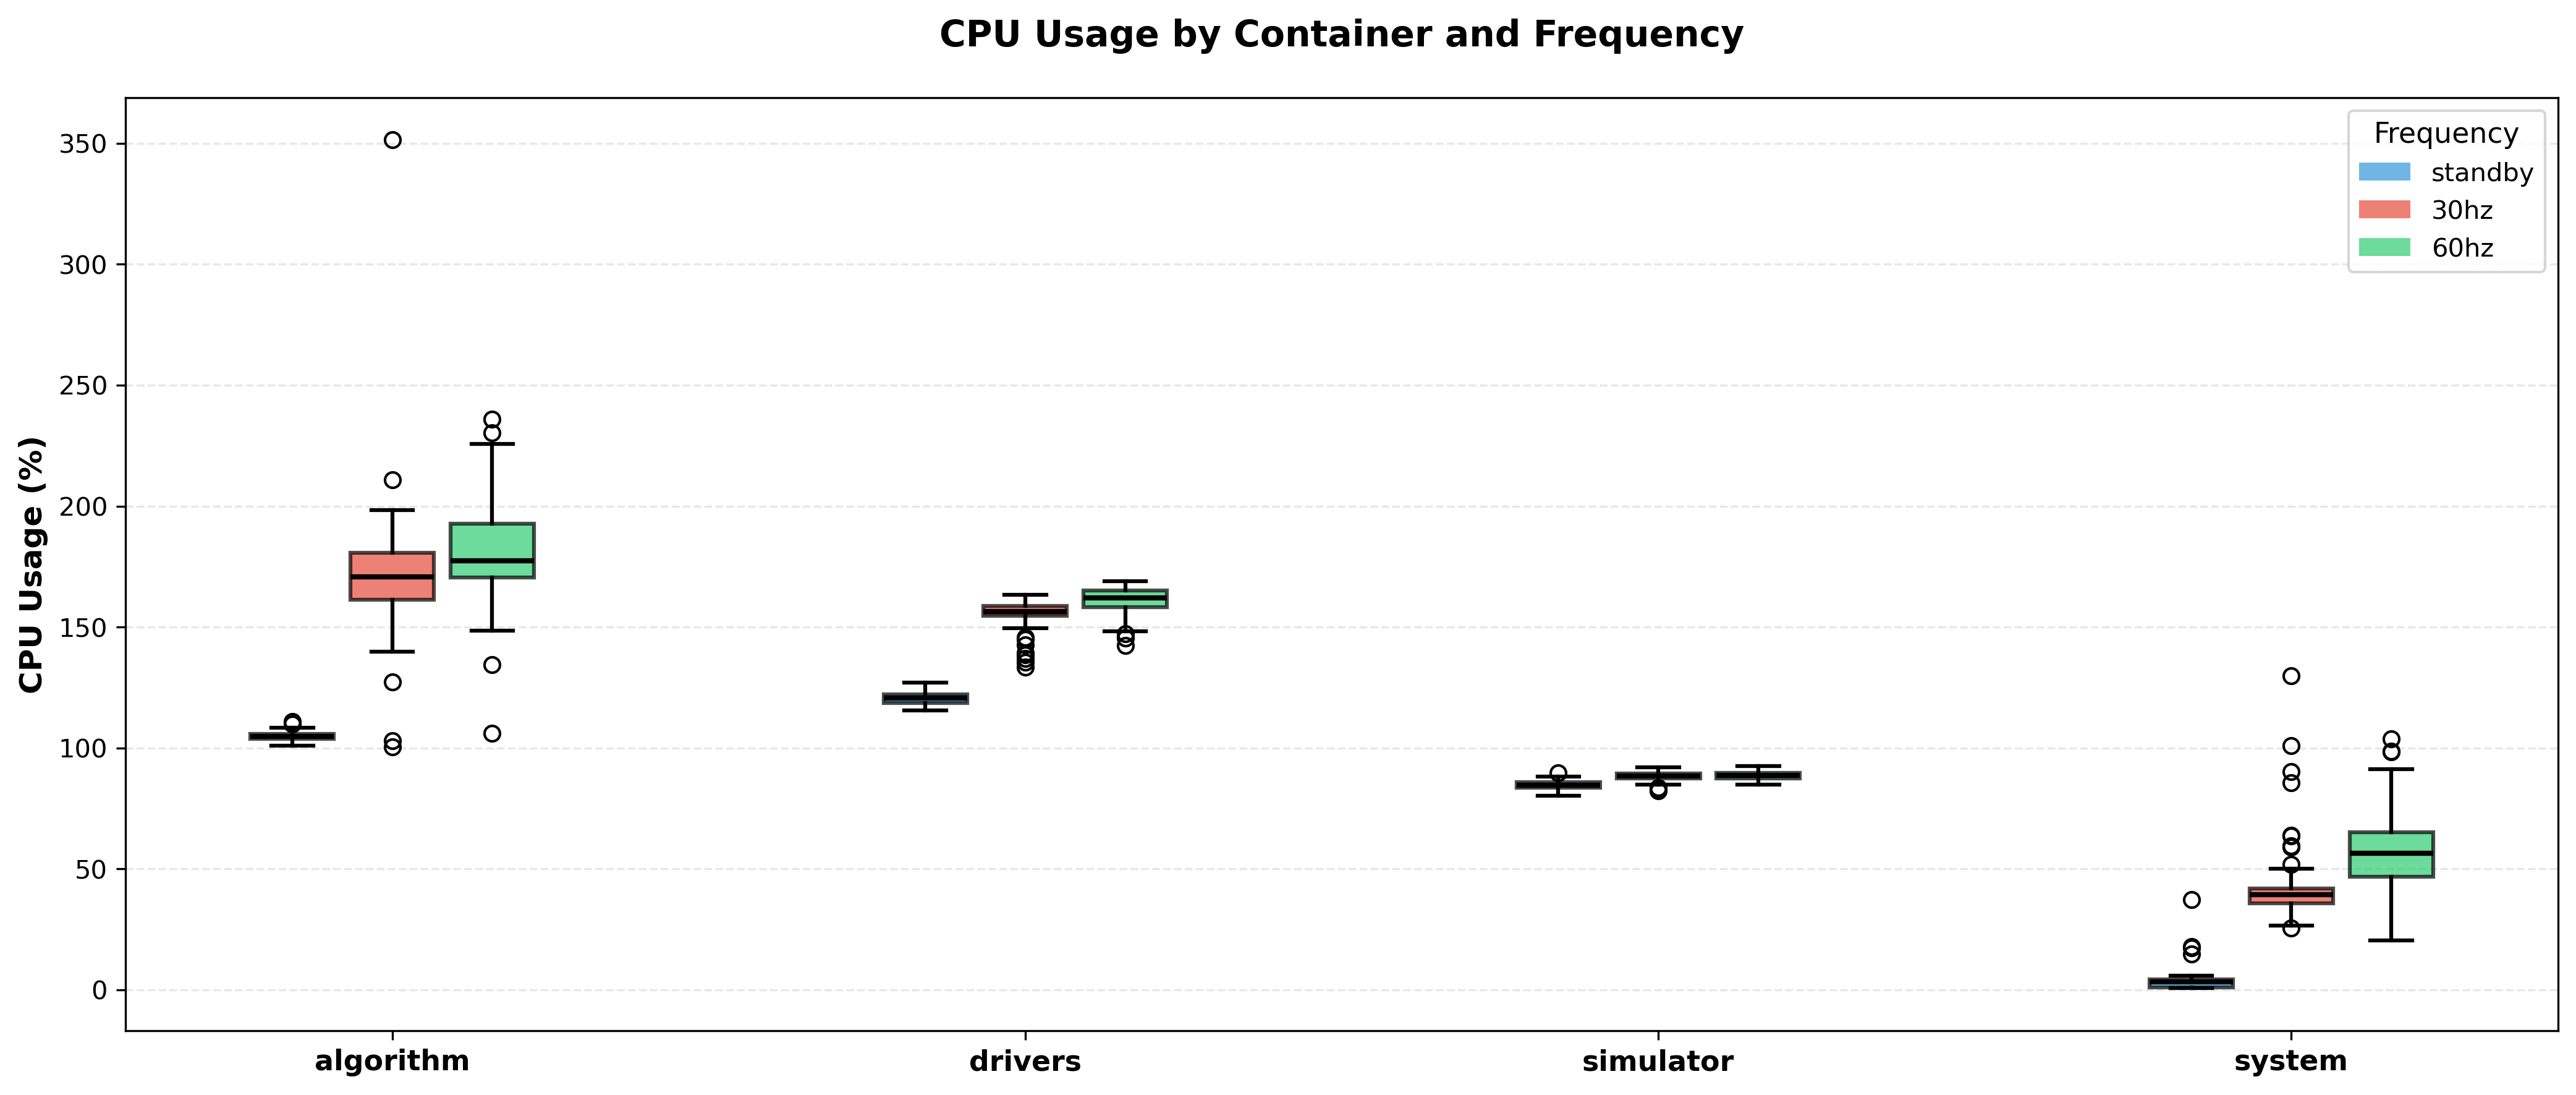 CPU Usage by Container and Frequency
CPU Usage (%)
350
300
250
200
150
100
50
0
Frequency
standby
30hz
60hz
algorithm
drivers
simulator
system